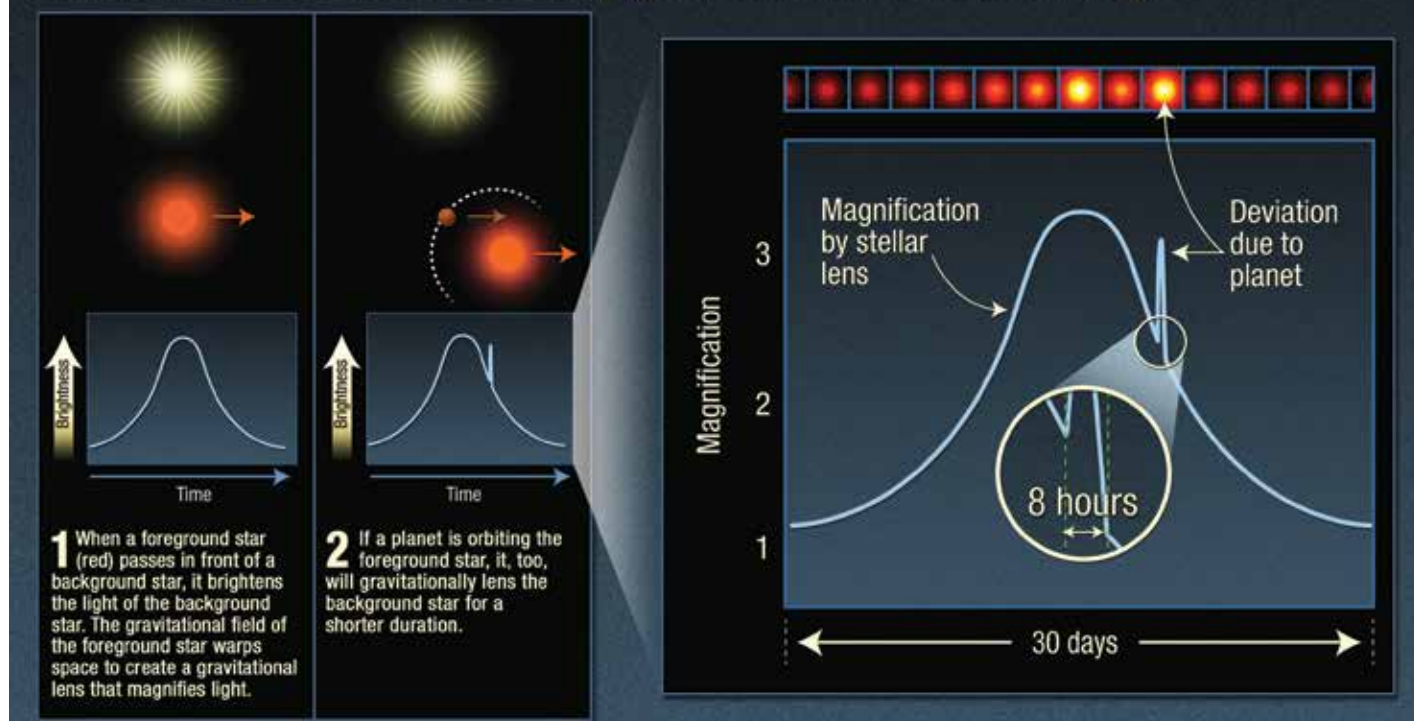 Brightness
Time
1 When a foreground star
(red) passes in front of a
background star, it brightens
the light of the background
star. The gravitational field of
the foreground star warps
space to create a gravitational
lens that magnifies light.
Brightness
Time
2 If a planet is orbiting the
foreground star, it, too,
will gravitationally lens the
background star for a
shorter duration.
Magnification
by stellar
lens
Deviation
due to
planet
Magnification
3
2
1
8 hours
30 days